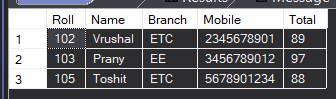 Results Message
Roll Name Branch Mobile Total
1 102 Vrushal ETC 2345678901 89
2 103 Prany EE 3456789012 97
3 105 Toshit ETC 5678901234 88